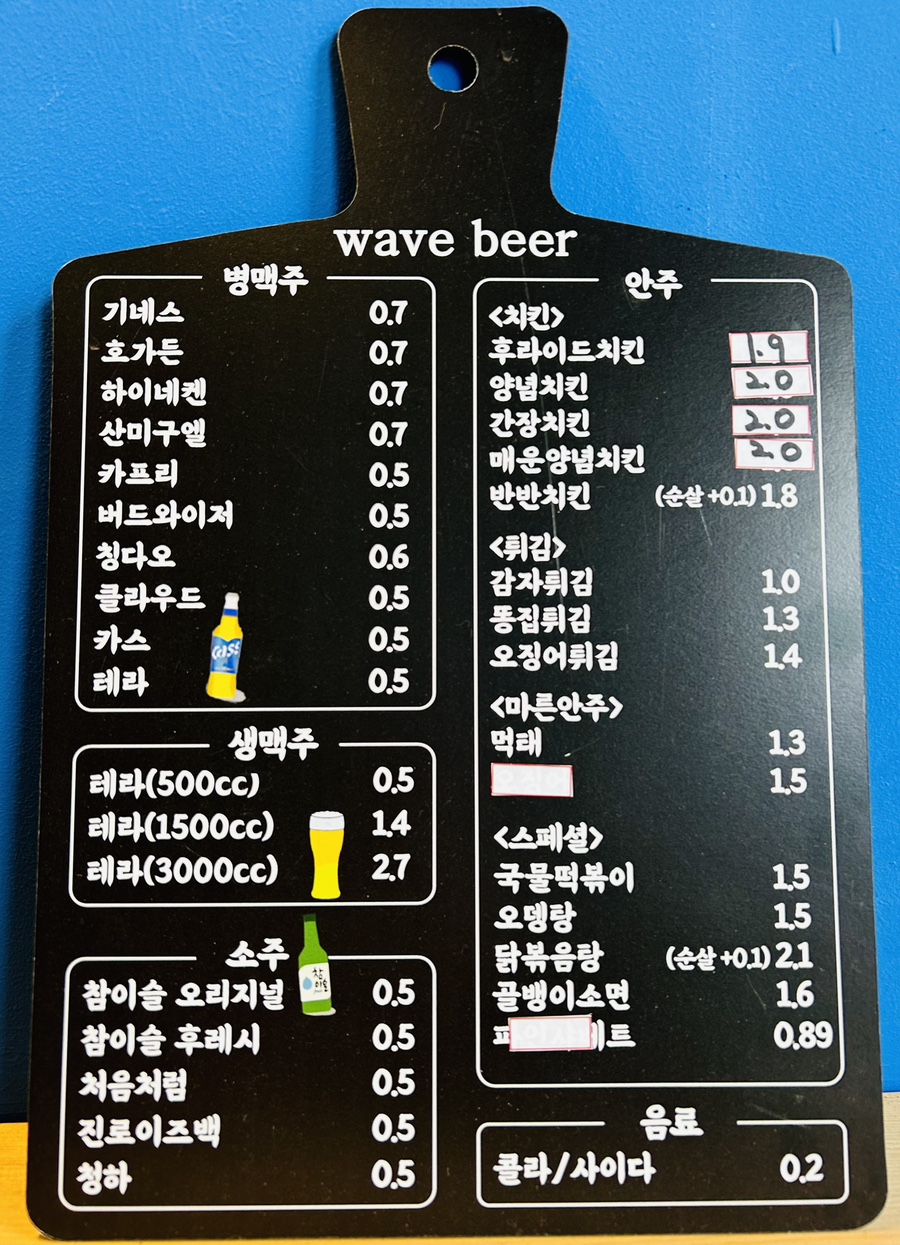 wave beer
병맥주
기네스 0.7
호가든 0.7
하이네켄 0.7
산미구엘 0.7
카프리 0.5
버드와이저 0.5
칭다오 0.6
클라우드 0.5
카스 0.5
테라 0.5
Cass
생맥주
테라(500cc) 0.5
테라(1500cc) 1.4
테라(3000cc) 2.7
소주
참이슬 오리지널 0.5
참이슬 후레시 0.5
처음처럼 0.5
진로이즈백 0.5
청하 0.5
안주
<치킨>
후라이드치킨 1.9
양념치킨 2.0
간장치킨 2.0
매운양념치킨 2.0
반반치킨 (순살 +0.1) 1.8
<튀김>
감자튀김 1.0
똥집튀김 1.3
오징어튀김 1.4
<마른안주>
먹태 1.3
1.5
<스페셜>
국물떡볶이 1.5
오뎅탕 1.5
닭볶음탕 (순살 +0.1) 2.1
골뱅이소면 1.6
0.89
음료
콜라/사이다 0.2